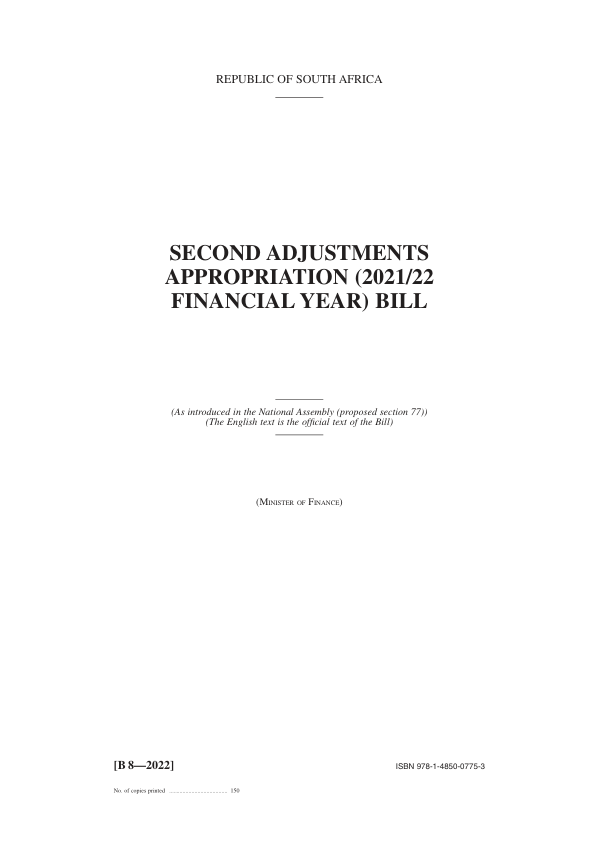 REPUBLIC OF SOUTH AFRICA
SECOND ADJUSTMENTS
APPROPRIATION (2021/22
FINANCIAL YEAR) BILL
(As introduced in the National Assembly (proposed section 77))
(The English text is the official text of the Bill)
(Minister of Finance)
[B 8—2022]
ISBN 978-1-4850-0775-3
No. of copies printed ........................................ 150